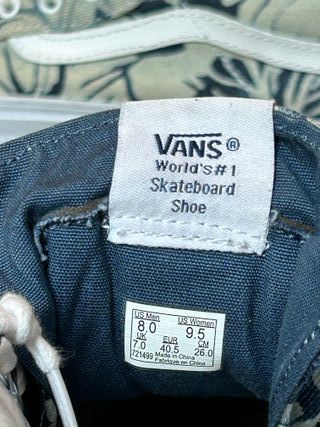 VANS®
World's #1
Skateboard
Shoe
US Men US Women
8.0 9.5
UK EUR CM
7.0 40.5 26.0
721499 Made in China
Fabriqué en Chine